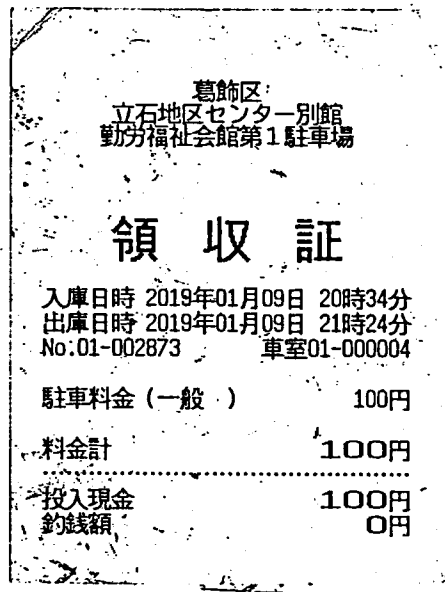 葛飾区
立石地区センター別館
勤労福祉会館第1駐車場
領収証
入庫日時 2019年01月09日 20時34分
出庫日時 2019年01月09日 21時24分
No.01-002873 車室01-000004
駐車料金(一般 ) 100円
料金計 100円
投入現金 100円
釣銭額 0円